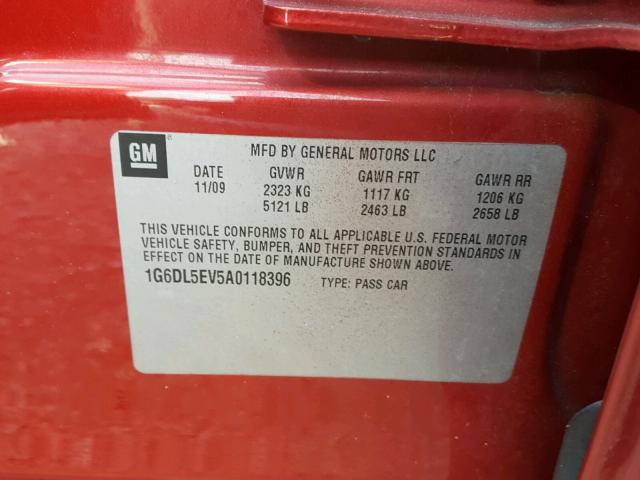 GM ®
MFD BY GENERAL MOTORS LLC
DATE GVWR GAWR FRT GAWR RR
11/09 2323 KG 1117 KG 1206 KG
5121 LB 2463 LB 2658 LB
THIS VEHICLE CONFORMS TO ALL APPLICABLE U.S. FEDERAL MOTOR
VEHICLE SAFETY, BUMPER, AND THEFT PREVENTION STANDARDS IN
EFFECT ON THE DATE OF MANUFACTURE SHOWN ABOVE.
1G6DL5EV5A0118396 TYPE: PASS CAR